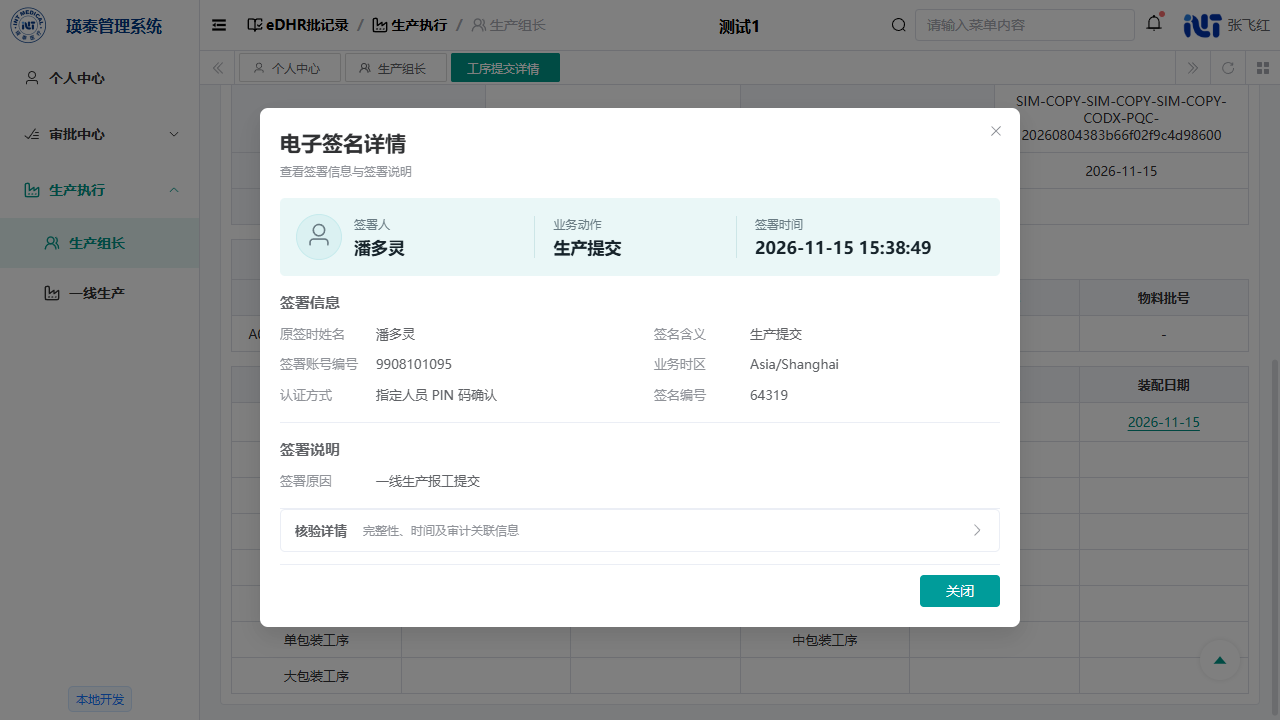 瑛泰管理系统
eDHR批记录 / 生产执行 / 生产组长
测试1
请输入菜单内容
张飞红
个人中心
生产组长
工序提交详情
个人中心
审批中心
生产执行
生产组长
一线生产
本地开发
SIM-COPY-SIM-COPY-SIM-COPY-
CODX-PQC-
20260804383b66f02f9c4d98600
2026-11-15
电子签名详情
查看签署信息与签署说明
签署人
潘多灵
业务动作
生产提交
签署时间
2026-11-15 15:38:49
签署信息
原签时姓名 潘多灵
签名含义 生产提交
签署账号编号 9908101095
业务时区 Asia/Shanghai
认证方式 指定人员 PIN 码确认
签名编号 64319
签署说明
签署原因 一线生产报工提交
核验详情 完整性、时间及审计关联信息
关闭
物料批号
-
装配日期
2026-11-15
单包装工序
中包装工序
大包装工序